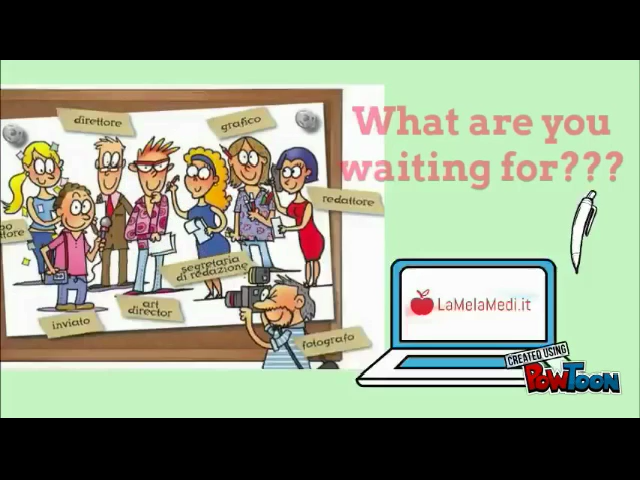 What are you
waiting for???
direttore
grafico
redattore
segretaria
di redazione
art
director
inviato
fotografo
LaMelaMedi.it
CREATED USING
POWTOON